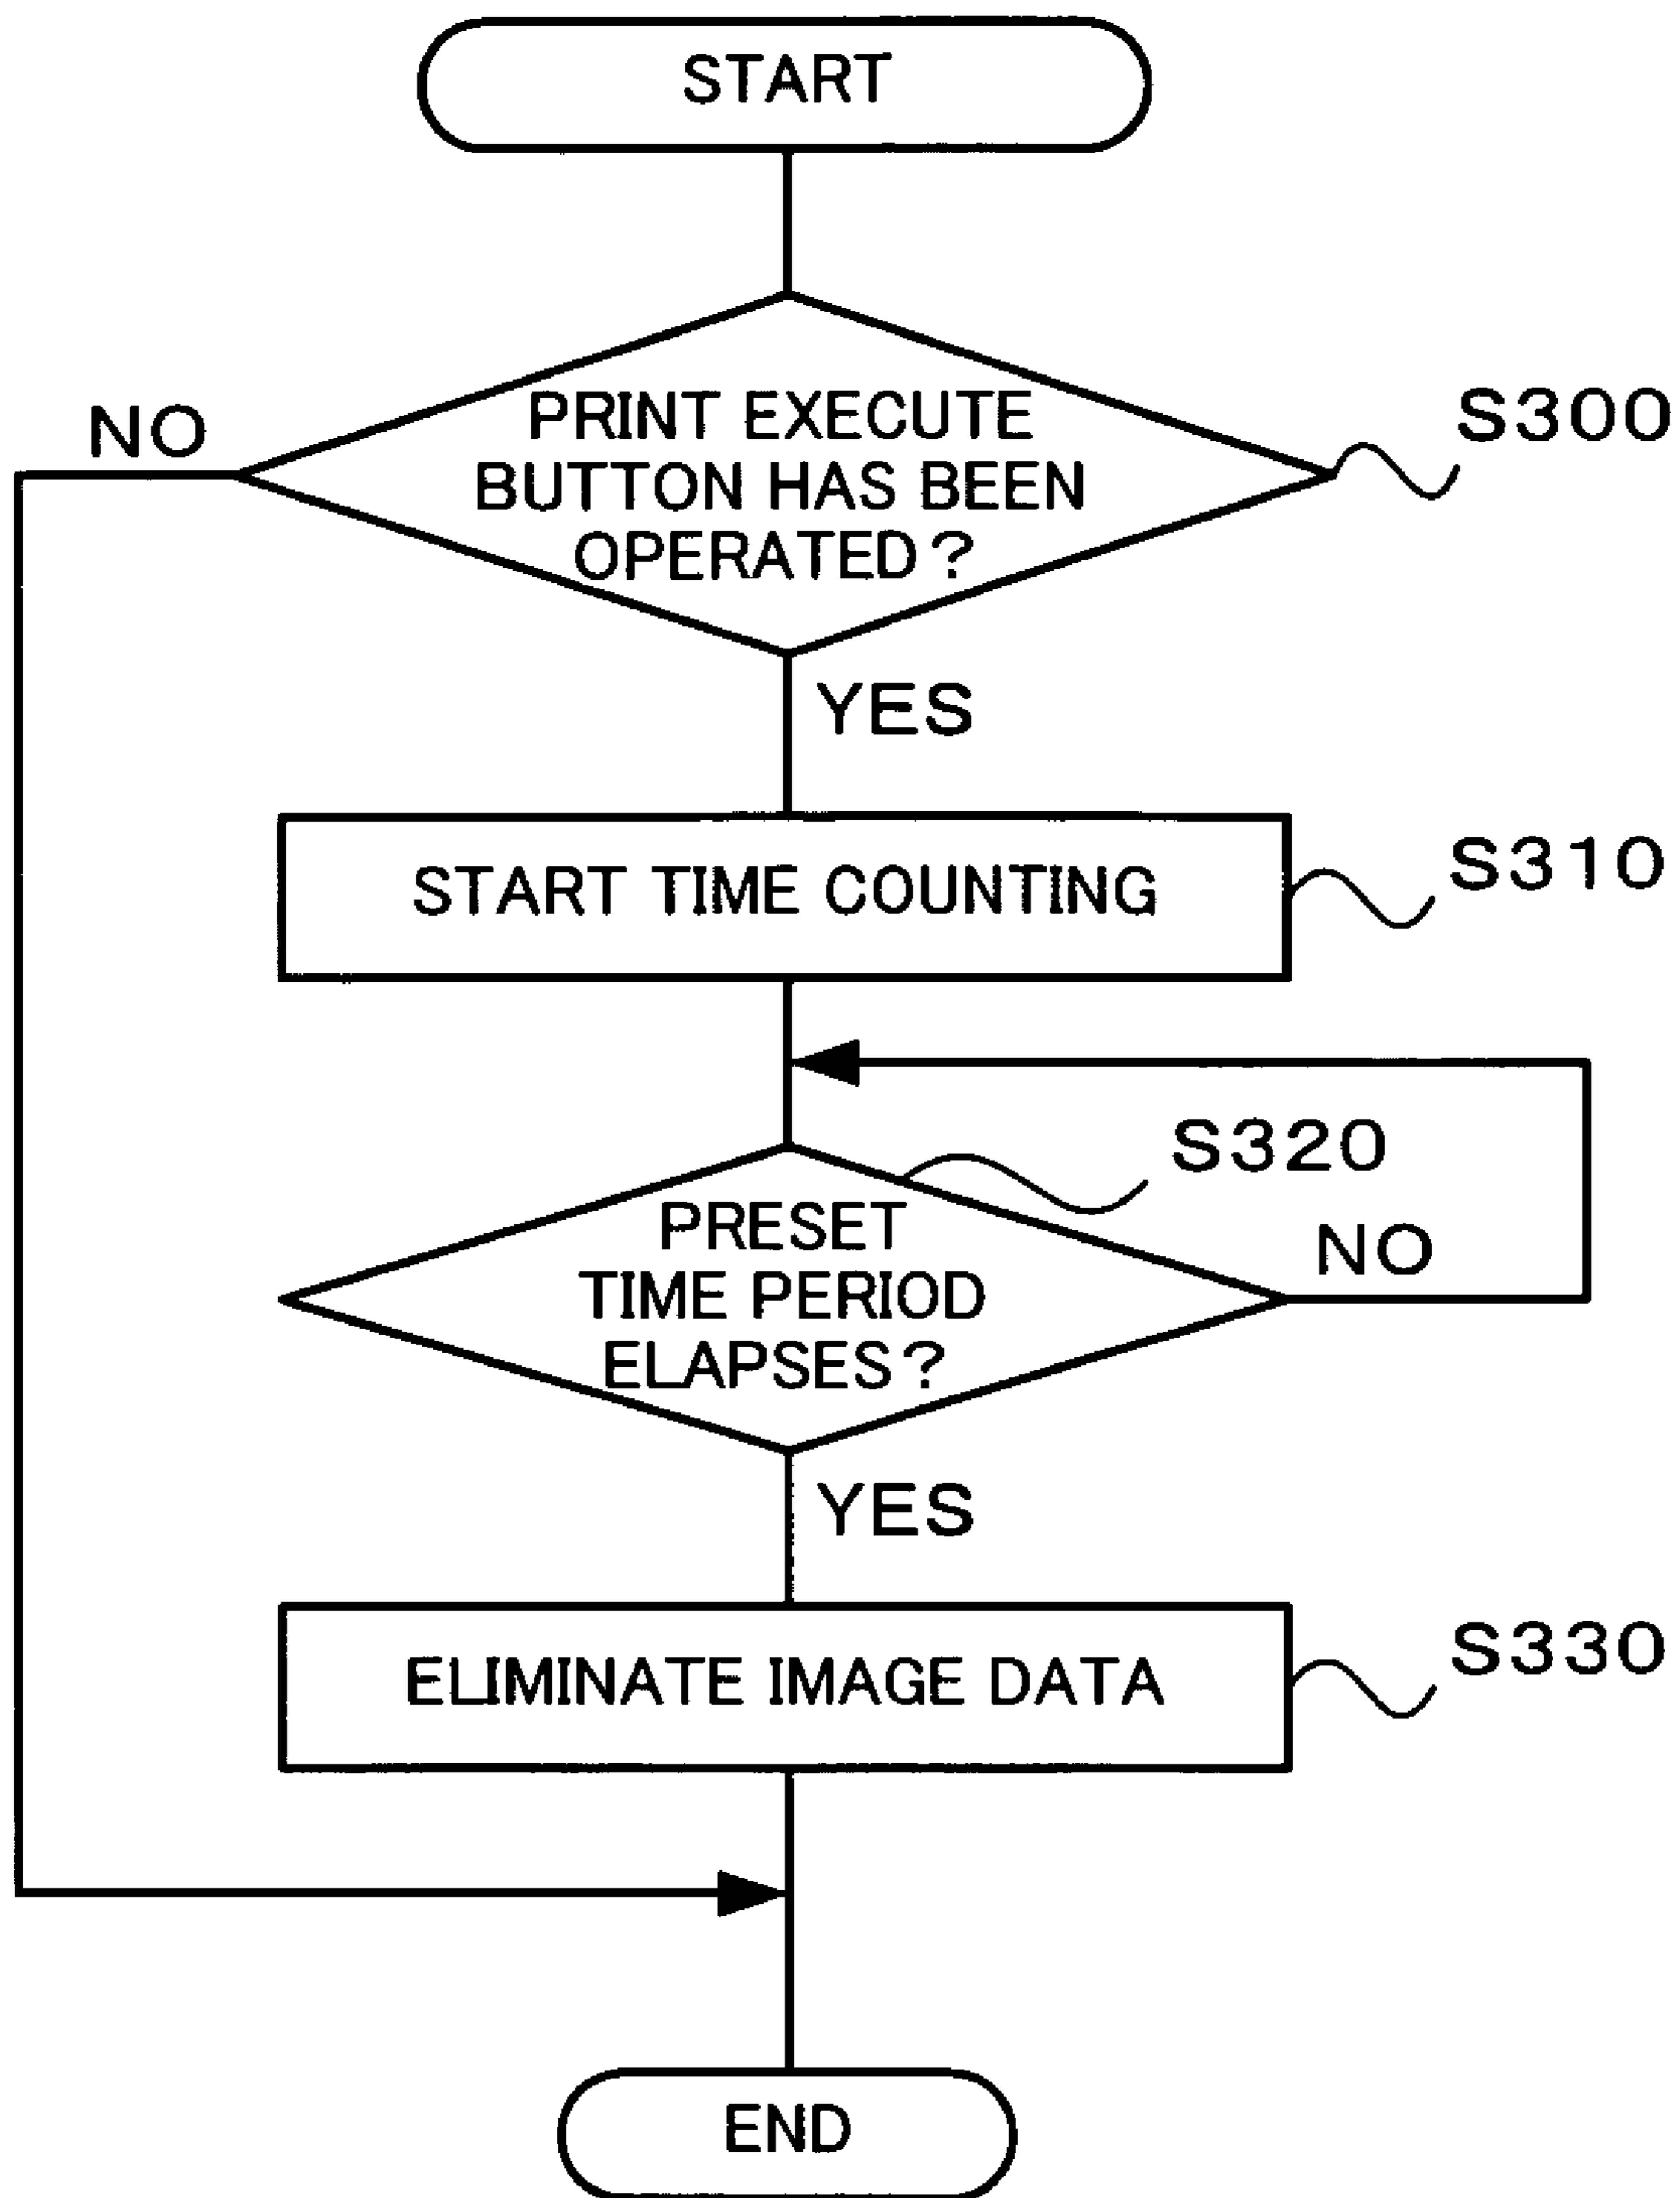 START
NO
PRINT EXECUTE
BUTTON HAS BEEN
OPERATED?
S300
YES
START TIME COUNTING
S310
S320
PRESET
TIME PERIOD
ELAPSES?
NO
YES
ELIMINATE IMAGE DATA
S330
END